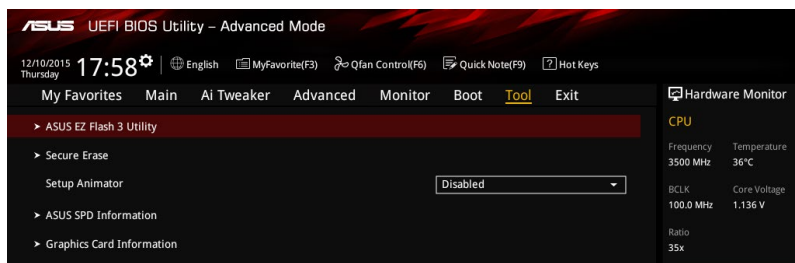 ASUS UEFI BIOS Utility – Advanced Mode
12/10/2015
Thursday
17:58
English
MyFavorite(F3)
Qfan Control(F6)
Quick Note(F9)
? Hot Keys
My Favorites Main Ai Tweaker Advanced Monitor Boot Tool Exit
> ASUS EZ Flash 3 Utility
> Secure Erase
Setup Animator Disabled
> ASUS SPD Information
> Graphics Card Information
Hardware Monitor
CPU
Frequency Temperature
3500 MHz 36°C
BCLK Core Voltage
100.0 MHz 1.136 V
Ratio
35x